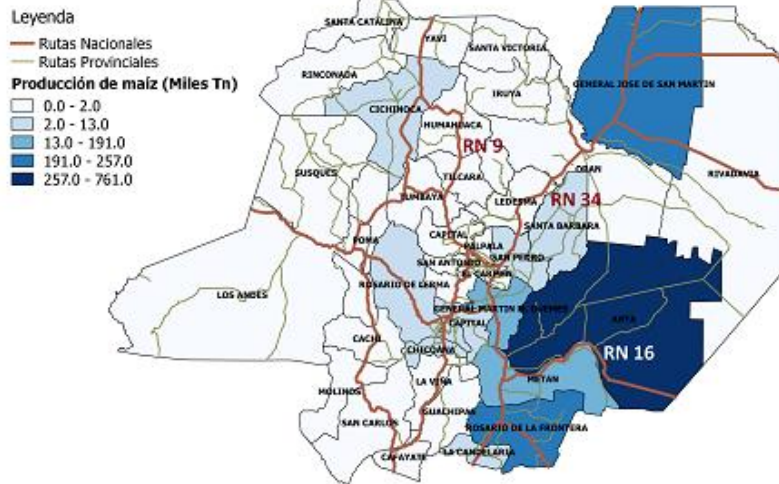 Leyenda
Rutas Nacionales
Rutas Provinciales
Producción de maíz (Miles Tn)
0.0 - 2.0
2.0 - 13.0
13.0 - 191.0
191.0 - 257.0
257.0 - 761.0
SANTA CATALINA
YAVI
SANTA VICTORIA
RINCONADA
IRUYA
GENERAL JOSE DE SAN MARTIN
CICHINOCA
HUMAHUACA
RN 9
ORAN
SUSQUES
TILCARA
RIVADAVIA
TUMBAYA
LEDESMA
RN 34
SANTA BARBARA
CAPITAL
PALPALA
POMA
SAN ANTONIO
SAN PEDRO
EL CARMEN
ROSARIO DE LERMA
LOS ANDES
GENERAL MARTIN M. GUEMES
ANTA
CAPITAL
CACHI
CHICOANA
RN 16
METAN
MOLINOS
LA VIÑA
SAN CARLOS
GUACHIPAS
ROSARIO DE LA FRONTERA
CAFAYATE
LA CANDELARIA